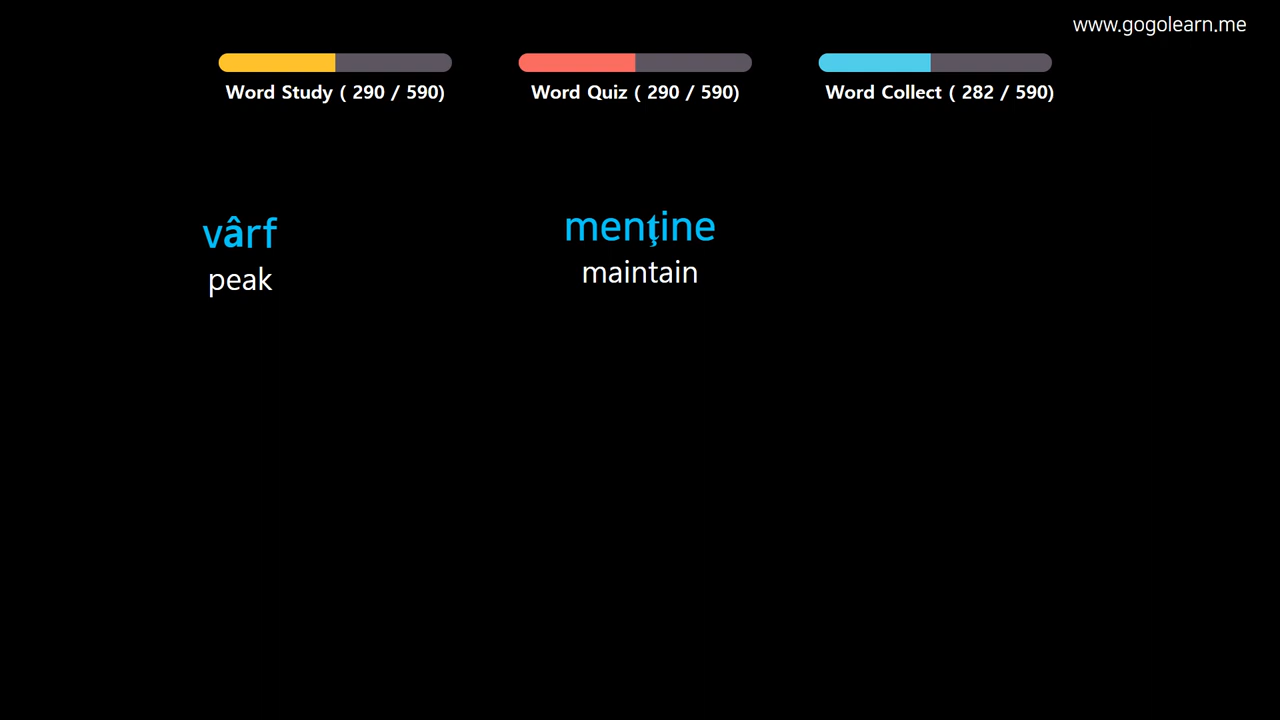 www.gogolearn.me
Word Study ( 290 / 590)
Word Quiz ( 290 / 590)
Word Collect ( 282 / 590)
vârf
peak
menţine
maintain